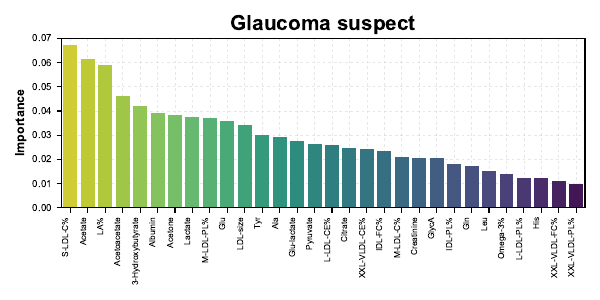 Glaucoma suspect
Importance
0.07
0.06
0.05
0.04
0.03
0.02
0.01
0.00
S-LDL-C%
Acetate
LA%
Acetoacetate
3-Hydroxybutyrate
Albumin
Acetone
Lactate
M-LDL-PL%
Glu
LDL-size
Tyr
Ala
Glu-lactate
Pyruvate
L-LDL-CE%
Citrate
XXL-VLDL-CE%
IDL-FC%
M-LDL-C%
Creatinine
GlycA
IDL-PL%
Gln
Leu
Omega-3%
L-LDL-PL%
His
XXL-VLDL-FC%
XXL-VLDL-PL%